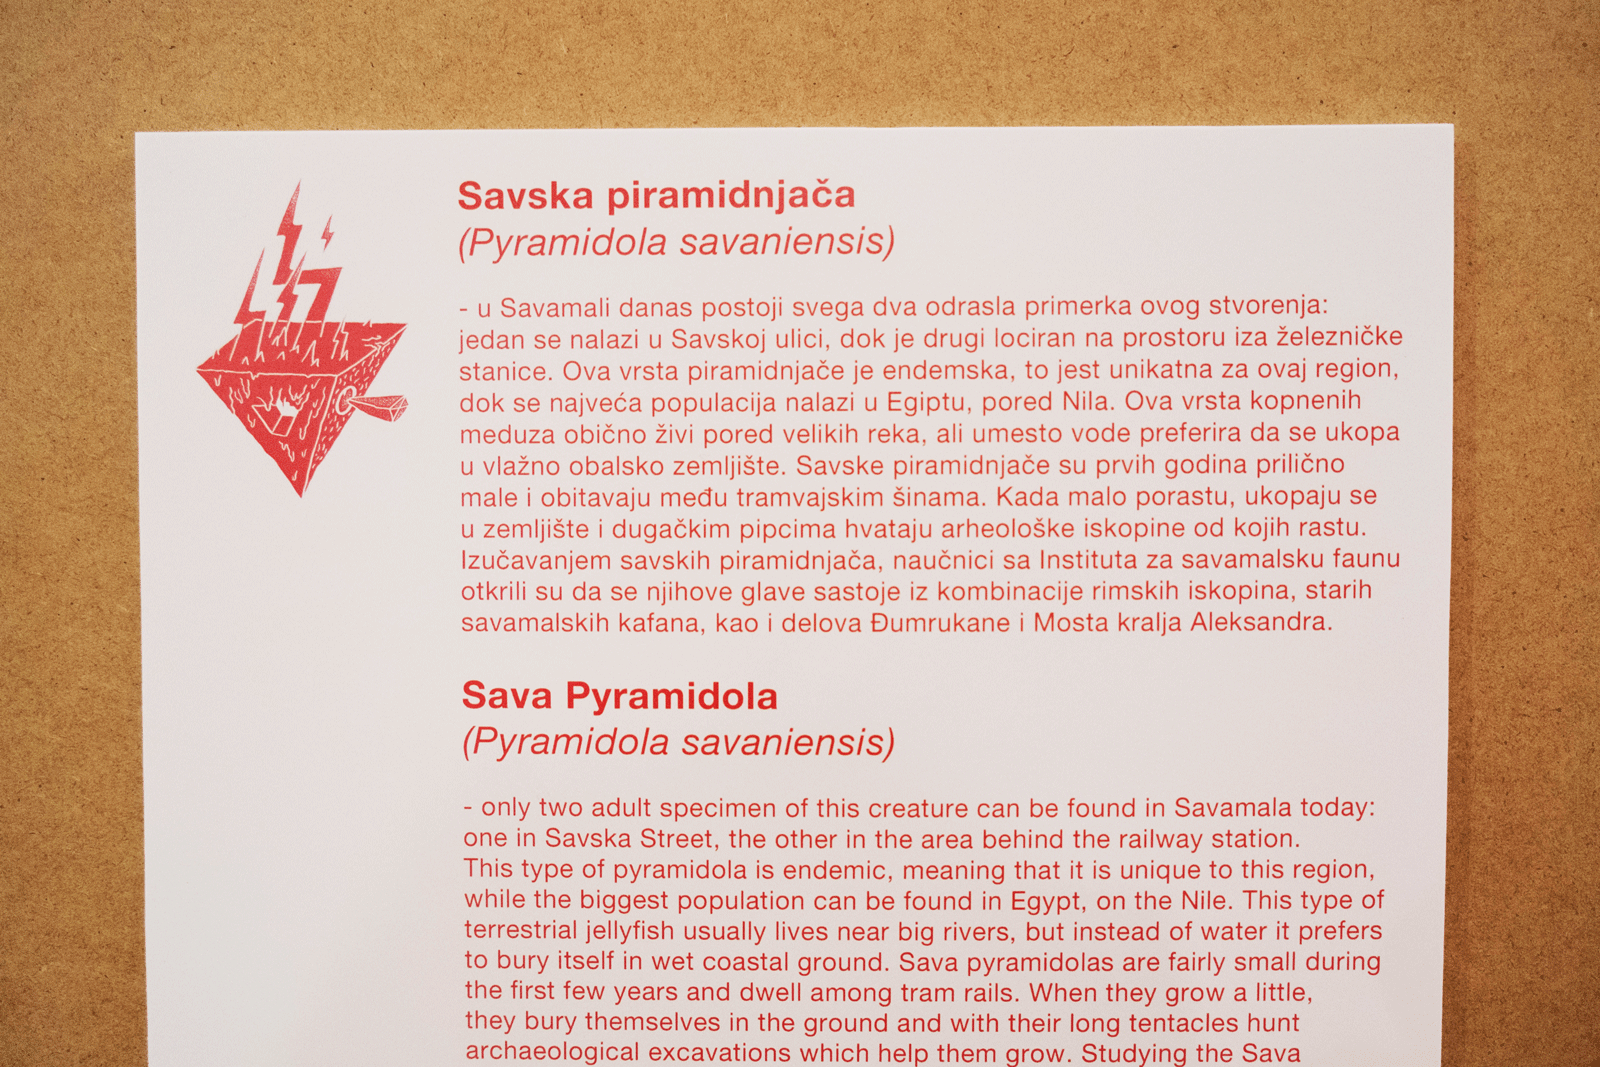 Savska piramidnjača
(Pyramidola savaniensis)
- u Savamali danas postoji svega dva odrasla primerka ovog stvorenja:
jedan se nalazi u Savskoj ulici, dok je drugi lociran na prostoru iza železničke
stanice. Ova vrsta piramidnjače je endemska, to jest unikatna za ovaj region,
dok se najveća populacija nalazi u Egiptu, pored Nila. Ova vrsta kopnenih
meduza obično živi pored velikih reka, ali umesto vode preferira da se ukopa
u vlažno obalsko zemljište. Savske piramidnjače su prvih godina prilično
male i obitavaju među tramvajskim šinama. Kada malo porastu, ukopaju se
u zemljište i dugačkim pipcima hvataju arheološke iskopine od kojih rastu.
Izučavanjem savskih piramidnjača, naučnici sa Instituta za savamalsku faunu
otkrili su da se njihove glave sastoje iz kombinacije rimskih iskopina, starih
savamalskih kafana, kao i delova Đumrukane i Mosta kralja Aleksandra.
Sava Pyramidola
(Pyramidola savaniensis)
- only two adult specimen of this creature can be found in Savamala today:
one in Savska Street, the other in the area behind the railway station.
This type of pyramidola is endemic, meaning that it is unique to this region,
while the biggest population can be found in Egypt, on the Nile. This type of
terrestrial jellyfish usually lives near big rivers, but instead of water it prefers
to bury itself in wet coastal ground. Sava pyramidolas are fairly small during
the first few years and dwell among tram rails. When they grow a little,
they bury themselves in the ground and with their long tentacles hunt
archaeological excavations which help them grow. Studying the Sava